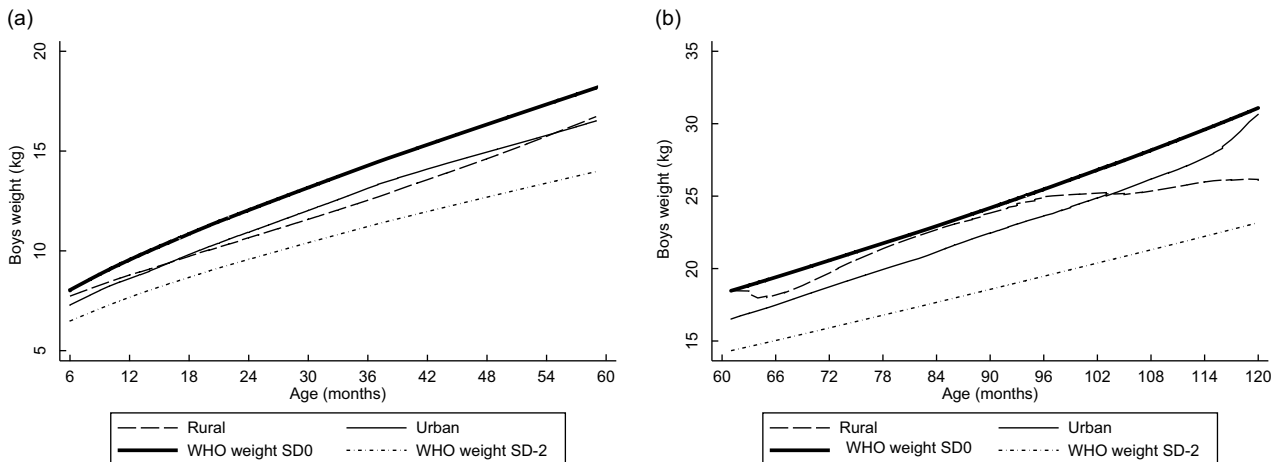 (a)
20
15
10
5
Boys weight (kg)
6 12 18 24 30 36 42 48 54 60
Age (months)
Rural Urban
WHO weight SD0 WHO weight SD-2
(b)
35
30
25
20
15
Boys weight (kg)
60 66 72 78 84 90 96 102 108 114 120
Age (months)
Rural Urban
WHO weight SD0 WHO weight SD-2